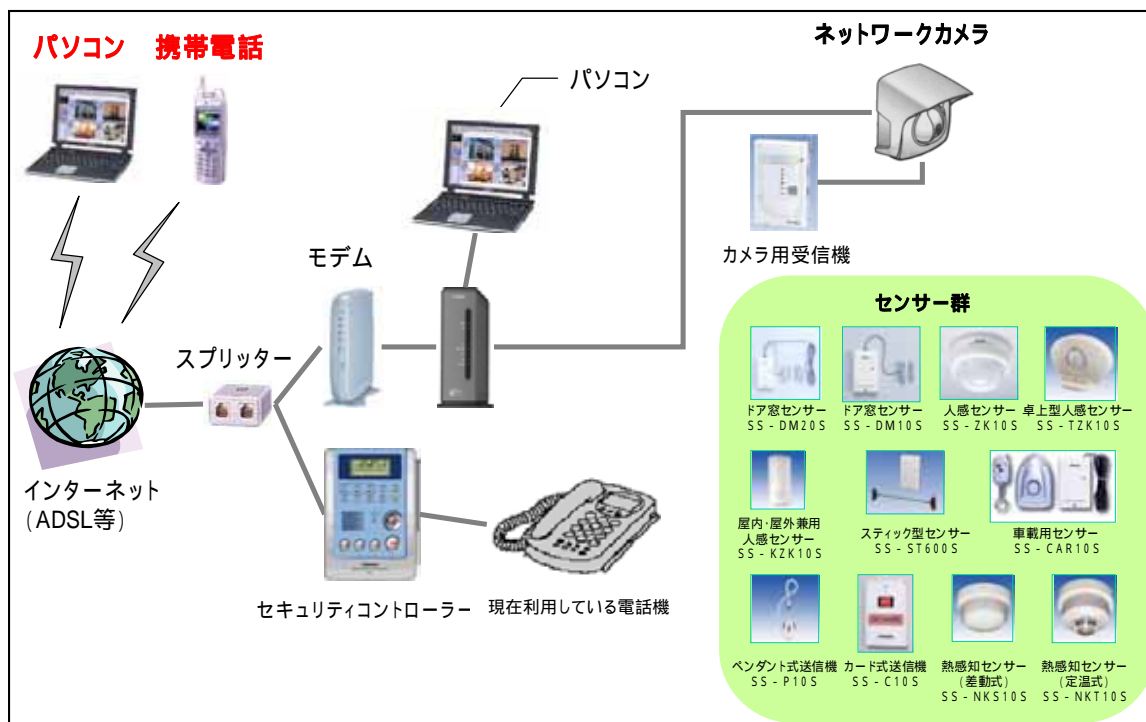 パソコン 携帯電話
ネットワークカメラ
パソコン
カメラ用受信機
モデム
スプリッター
インターネット
(ADSL等)
セキュリティコントローラー
現在利用している電話機
センサー群
ドア窓センサー
SS-DM20S
ドア窓センサー
SS-DM10S
人感センサー
SS-ZK10S
卓上型人感センサー
SS-TZK10S
屋内・屋外兼用
人感センサー
SS-KZK10S
スティック型センサー
SS-ST600S
車載用センサー
SS-CAR10S
ペンダント式送信機
SS-P10S
カード式送信機
SS-C10S
熱感知センサー
(差動式)
SS-NKS10S
熱感知センサー
(定温式)
SS-NKT10S